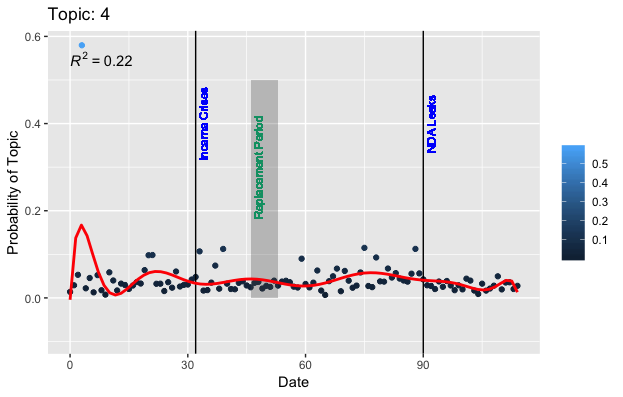 Topic: 4
0.6
R² = 0.22
0.4
0.2
0.0
Probability of Topic
Incarna Crises
Replacement Period
NDA Leaks
0
30
60
90
Date
0.5
0.4
0.3
0.2
0.1